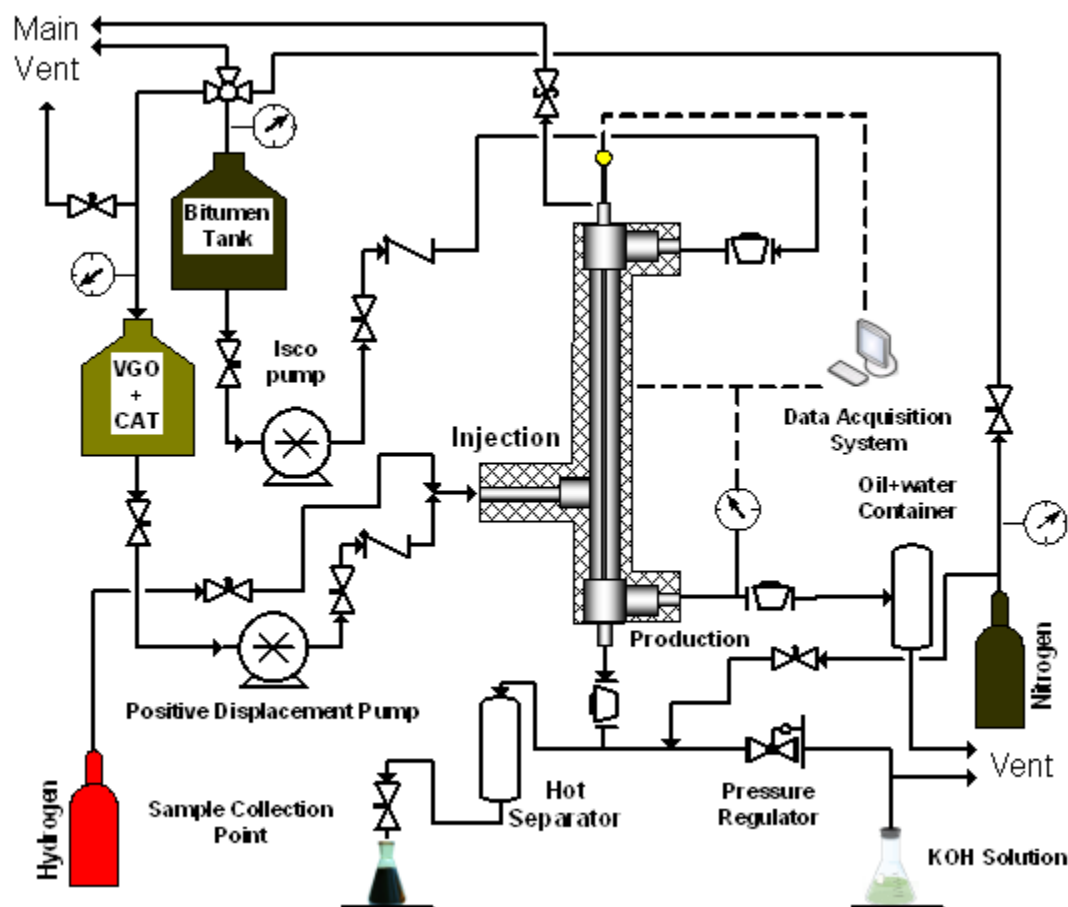 Main
Vent
Bitumen
Tank
VGO
+
CAT
Isco
pump
Injection
Data Acquisition
System
Oil+water
Container
Production
Nitrogen
Positive Displacement Pump
Hydrogen
Sample Collection
Point
Hot
Separator
Pressure
Regulator
Vent
KOH Solution